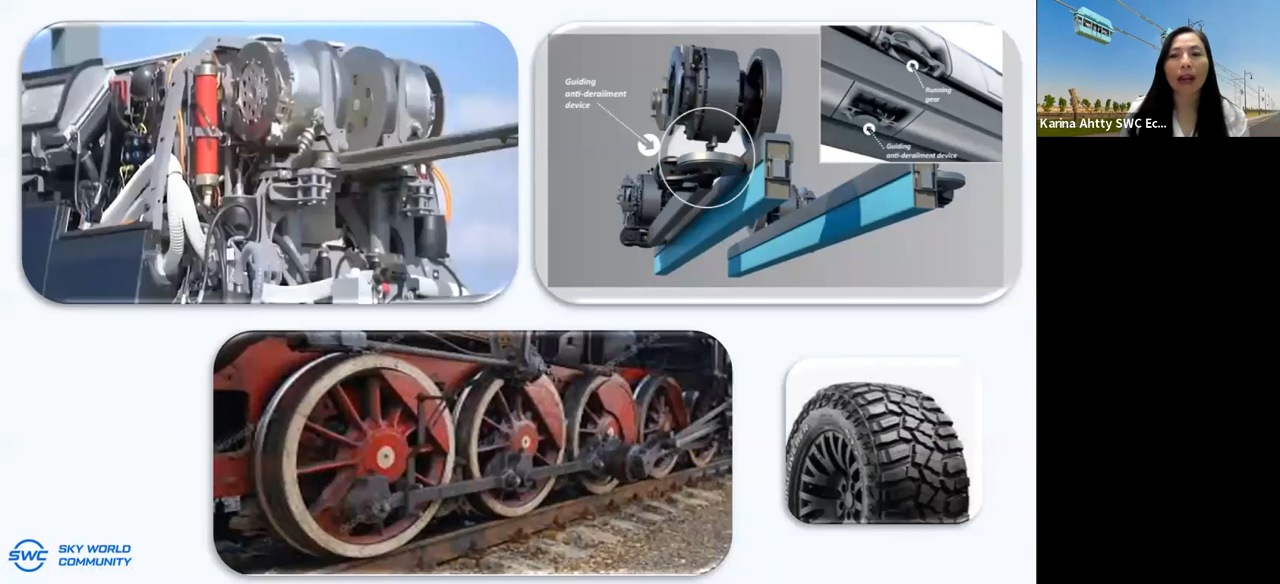 Guiding
anti-derailment
device
Running
gear
Guiding
anti-derailment device
Karina Ahtty SWC Ec...
SWC
SKY WORLD
COMMUNITY